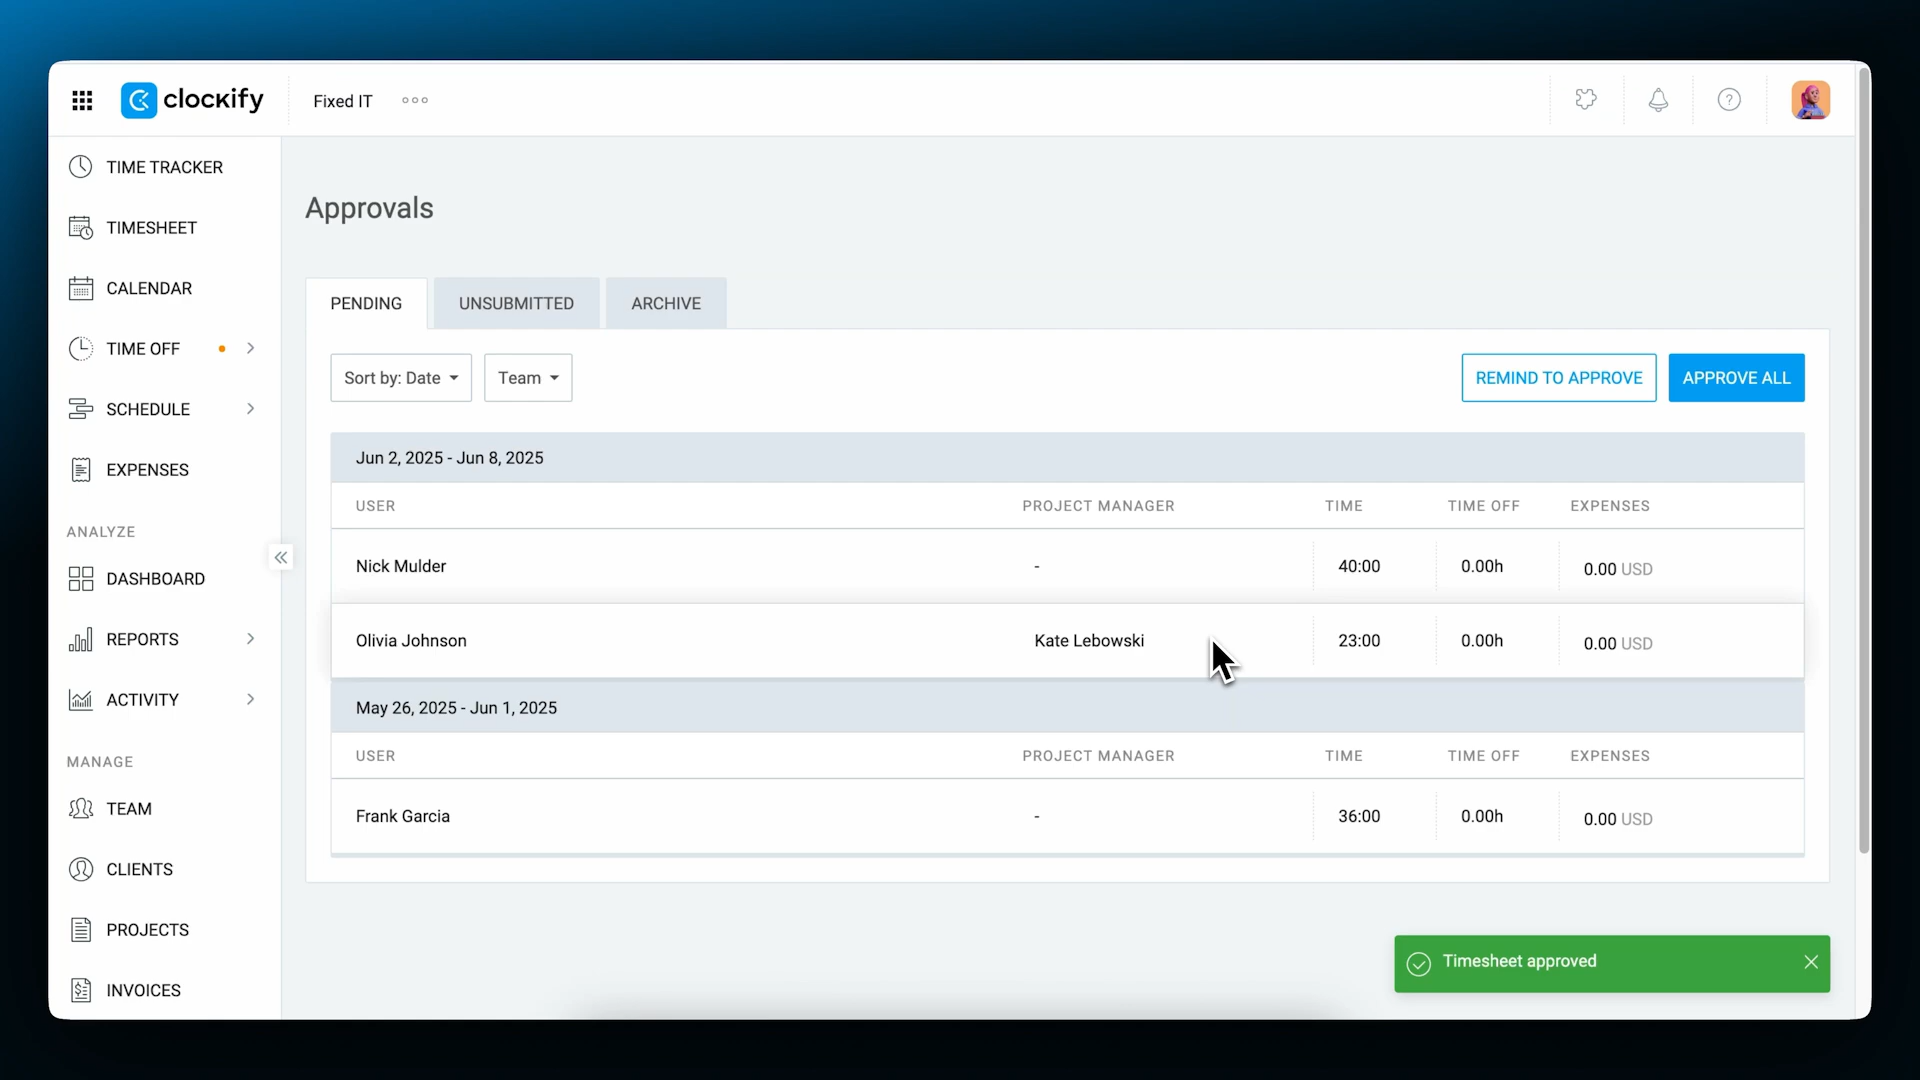 clockify
Fixed IT
TIME TRACKER
TIMESHEET
CALENDAR
TIME OFF
SCHEDULE
EXPENSES
ANALYZE
DASHBOARD
REPORTS
ACTIVITY
MANAGE
TEAM
CLIENTS
PROJECTS
INVOICES
Approvals
PENDING UNSUBMITTED ARCHIVE
Sort by: Date Team REMIND TO APPROVE APPROVE ALL
Jun 2, 2025 - Jun 8, 2025
USER PROJECT MANAGER TIME TIME OFF EXPENSES
Nick Mulder - 40:00 0.00h 0.00 USD
Olivia Johnson Kate Lebowski 23:00 0.00h 0.00 USD
May 26, 2025 - Jun 1, 2025
USER PROJECT MANAGER TIME TIME OFF EXPENSES
Frank Garcia - 36:00 0.00h 0.00 USD
Timesheet approved